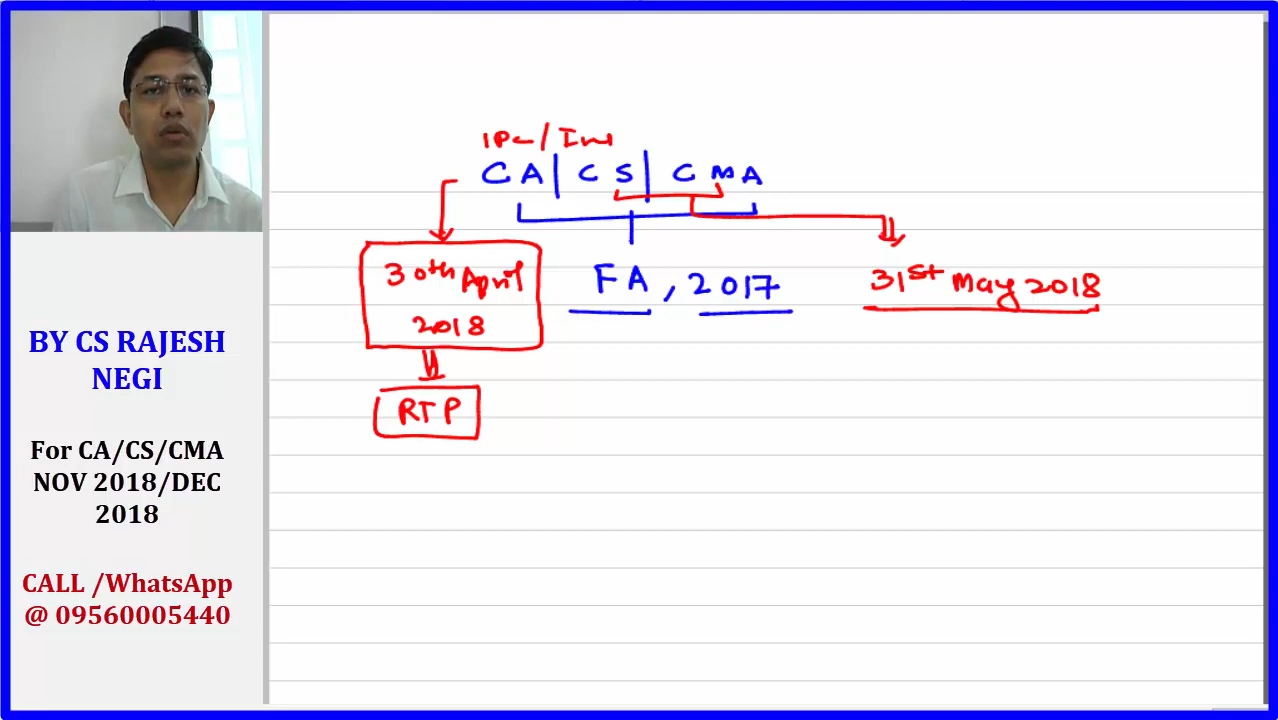 IPC/Int
CA|CS|CMA
30th April
2018
FA, 2017
31st May 2018
RTP
BY CS RAJESH
NEGI
For CA/CS/CMA
NOV 2018/DEC
2018
CALL /WhatsApp
@ 09560005440